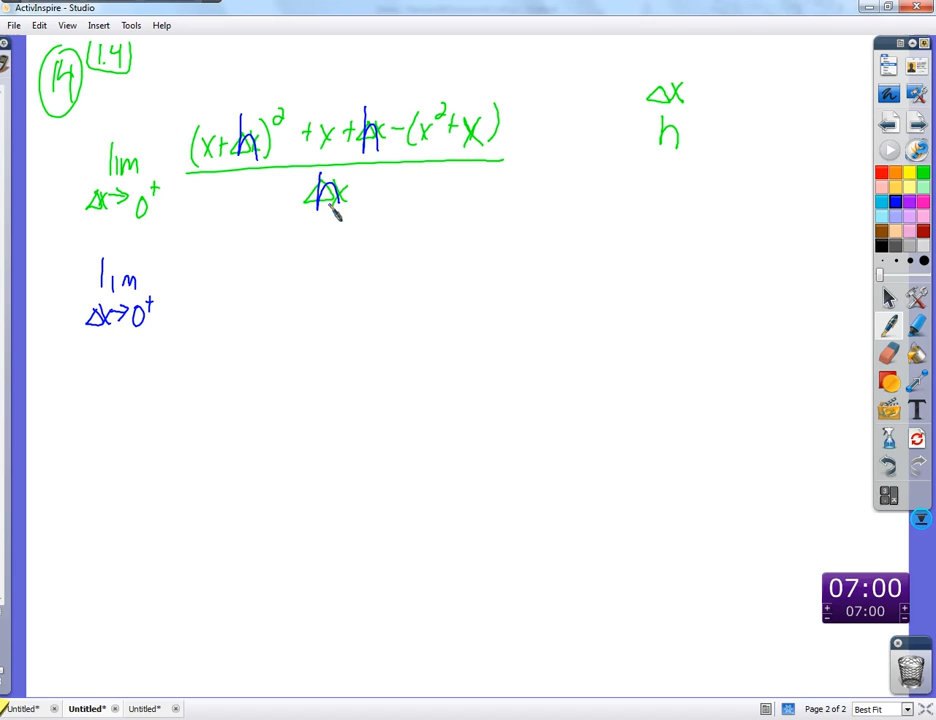 ActivInspire - Studio
File Edit View Insert Tools Help
14 1.4
Δx
h
lim Δx→0⁺ ((x+Δx)² + x + Δx - (x²+x)) / Δx
h h
h
lim
Δx→0⁺
07:00
07:00
Untitled* Untitled* Untitled* Page 2 of 2 Best Fit